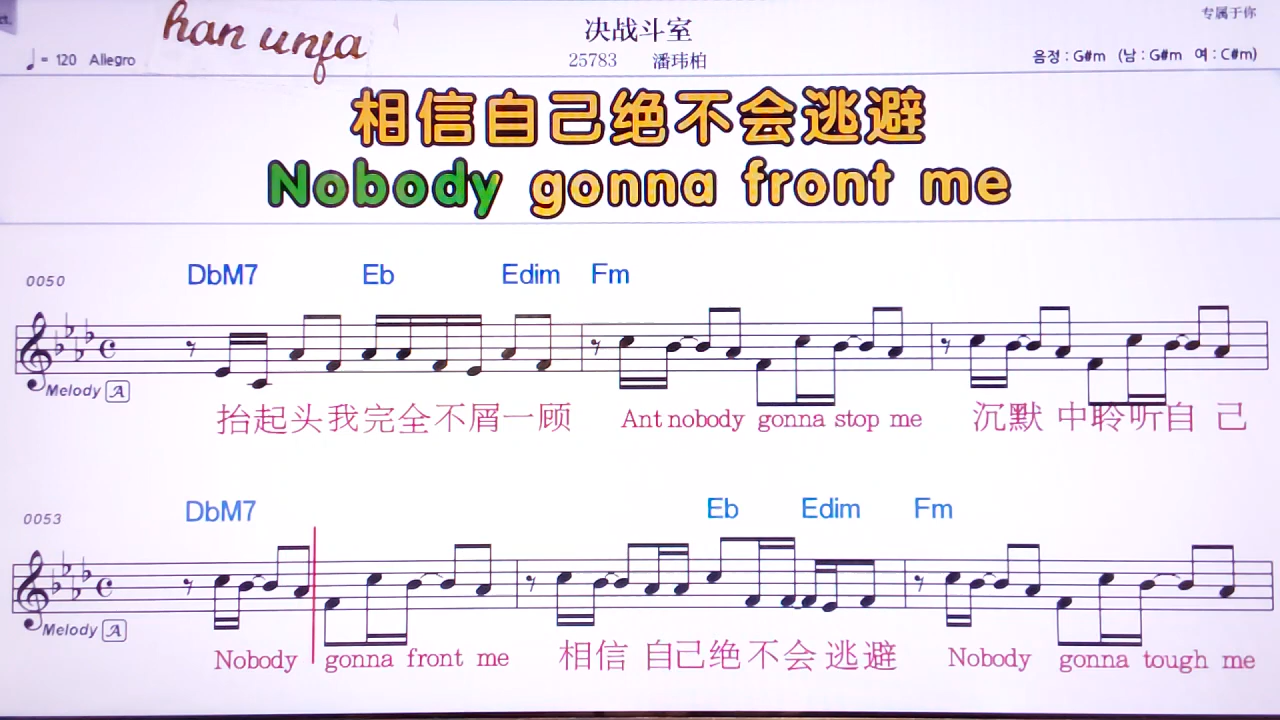 han unja
决战斗室
专属于你
♩= 120 Allegro
25783 潘玮柏
음정 : G#m (남 : G#m 여 : C#m)
相信自己绝不会逃避
Nobody gonna front me
0050 DbM7 Eb Edim Fm
Melody A
抬起头我完全不屑一顾 Ant nobody gonna stop me 沉默 中聆听自 己
0053 DbM7 Eb Edim Fm
Melody A
Nobody gonna front me 相信 自己绝不会 逃避 Nobody gonna tough me